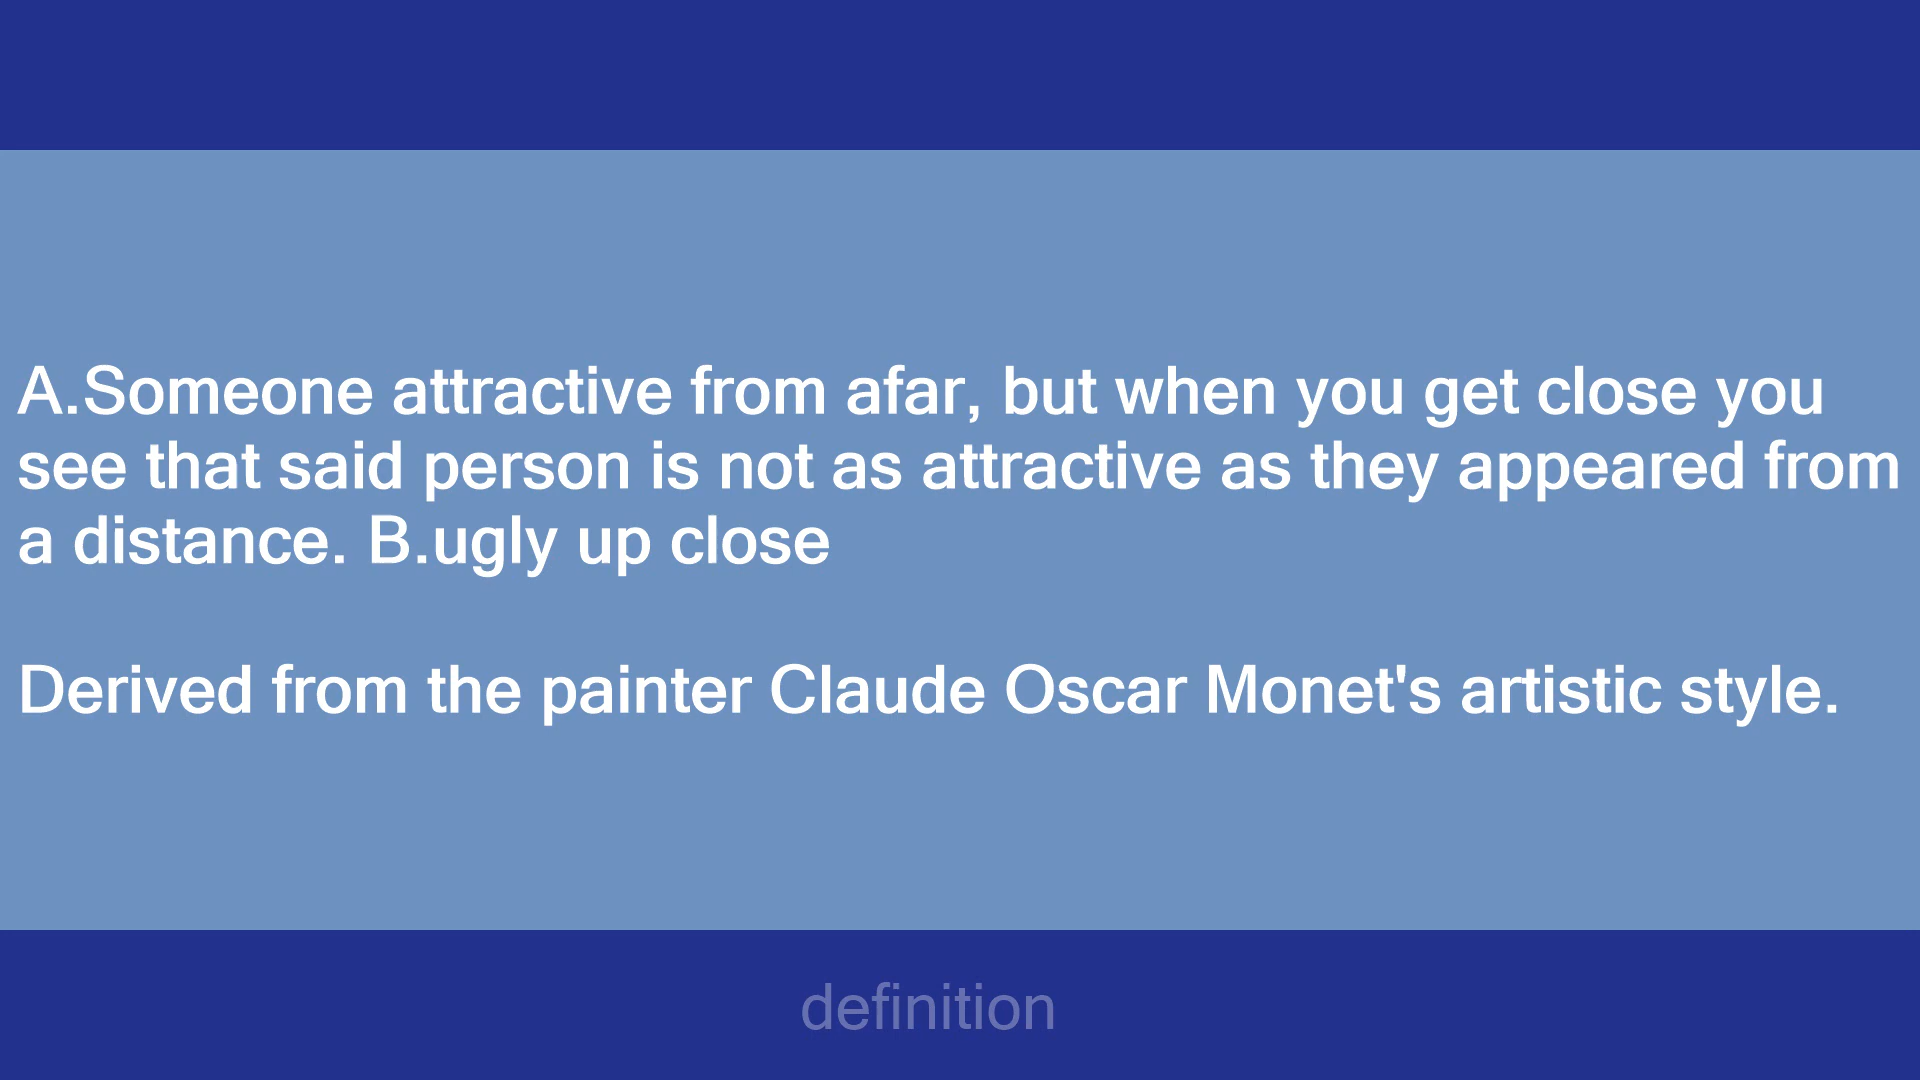 A.Someone attractive from afar, but when you get close you
see that said person is not as attractive as they appeared from
a distance. B.ugly up close
Derived from the painter Claude Oscar Monet's artistic style.
definition